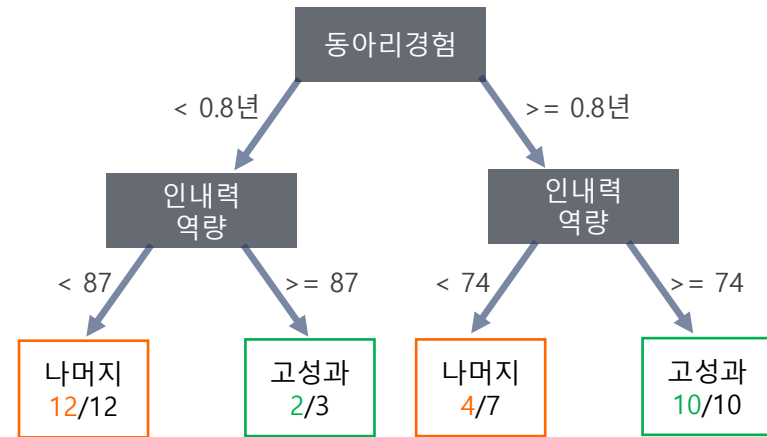 동아리경험
< 0.8년
>= 0.8년
인내력
역량
인내력
역량
< 87
>= 87
< 74
>= 74
나머지
12/12
고성과
2/3
나머지
4/7
고성과
10/10